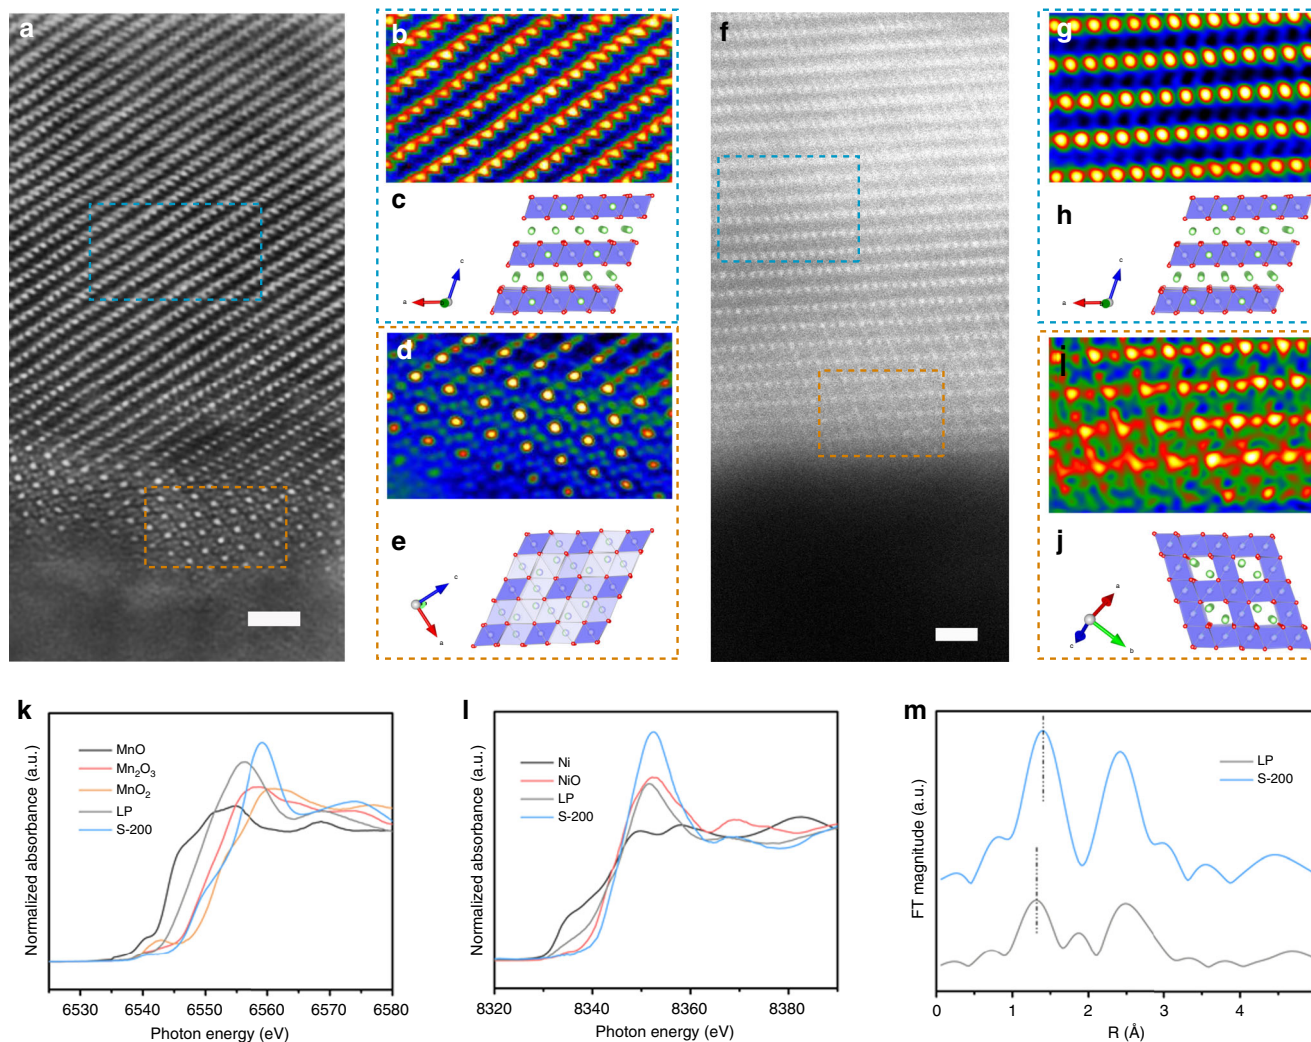 a
b
f
g
c
h
c
a
c
a
d
i
e
j
c
a
a
b
c
k
l
m
MnO
Mn₂O₃
MnO₂
LP
S-200
Normalized absorbance (a.u.)
6530 6540 6550 6560 6570 6580
Photon energy (eV)
Ni
NiO
LP
S-200
Normalized absorbance (a.u.)
8320 8340 8360 8380
Photon energy (eV)
LP
S-200
FT magnitude (a.u.)
0 1 2 3 4
R (Å)